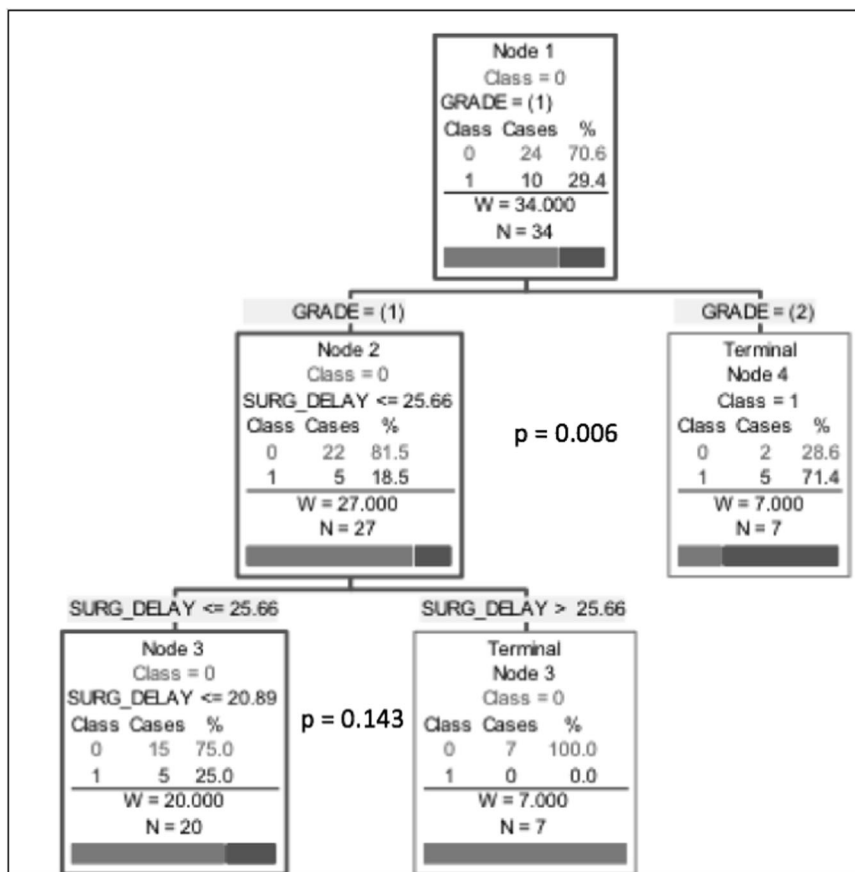 Node 1
Class = 0
GRADE = (1)
Class Cases %
0 24 70.6
1 10 29.4
W = 34.000
N = 34
GRADE = (1)
GRADE = (2)
Node 2
Class = 0
SURG_DELAY <= 25.66
Class Cases %
0 22 81.5
1 5 18.5
W = 27.000
N = 27
p = 0.006
Terminal
Node 4
Class = 1
Class Cases %
0 2 28.6
1 5 71.4
W = 7.000
N = 7
SURG_DELAY <= 25.66
SURG_DELAY > 25.66
Node 3
Class = 0
SURG_DELAY <= 20.89
Class Cases %
0 15 75.0
1 5 25.0
W = 20.000
N = 20
p = 0.143
Terminal
Node 3
Class = 0
Class Cases %
0 7 100.0
1 0 0.0
W = 7.000
N = 7